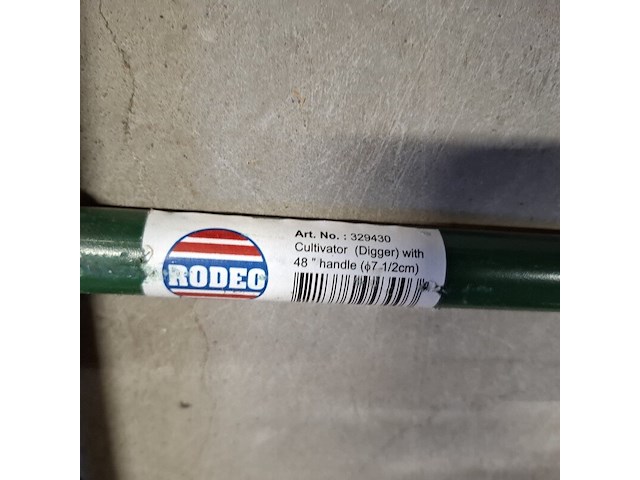 RODEO
Art. No. : 329430
Cultivator (Digger) with
48 " handle (ϕ7 1/2cm)